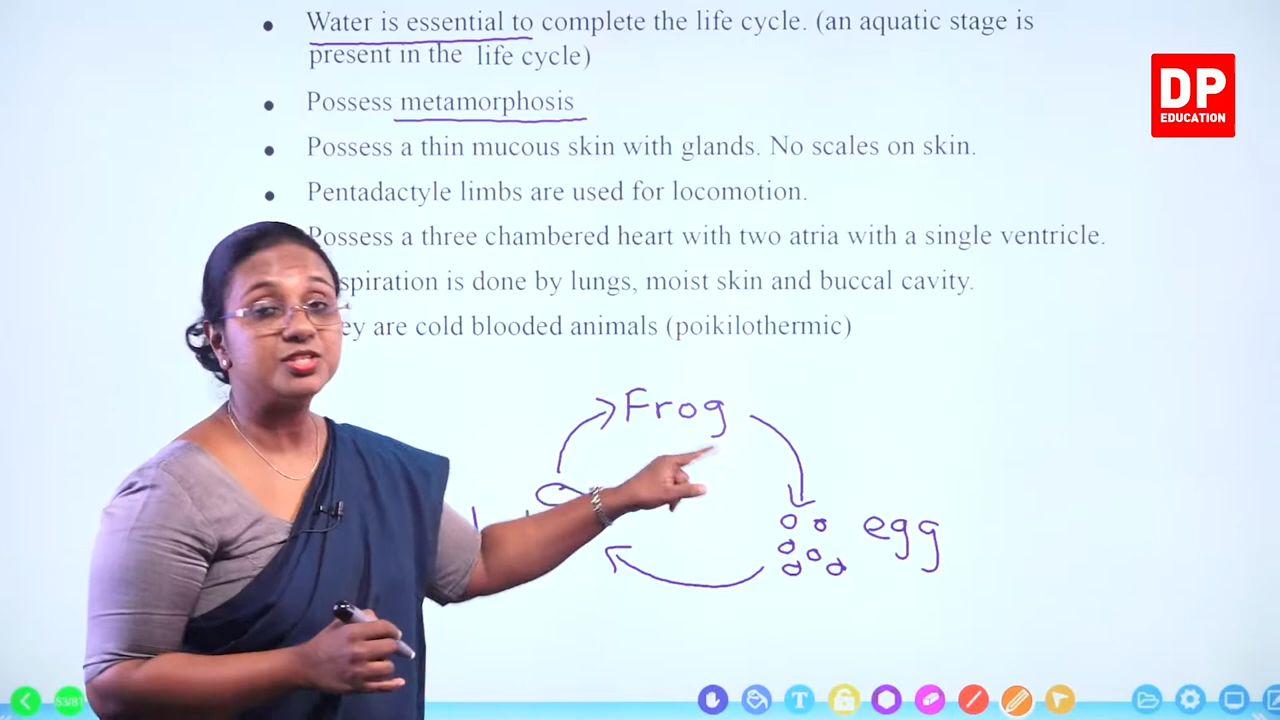 Water is essential to complete the life cycle. (an aquatic stage is
present in the life cycle)
Possess metamorphosis
Possess a thin mucous skin with glands. No scales on skin.
Pentadactyle limbs are used for locomotion.
Possess a three chambered heart with two atria with a single ventricle.
spiration is done by lungs, moist skin and buccal cavity.
ey are cold blooded animals (poikilothermic)
Frog
egg
DP
EDUCATION
53/81